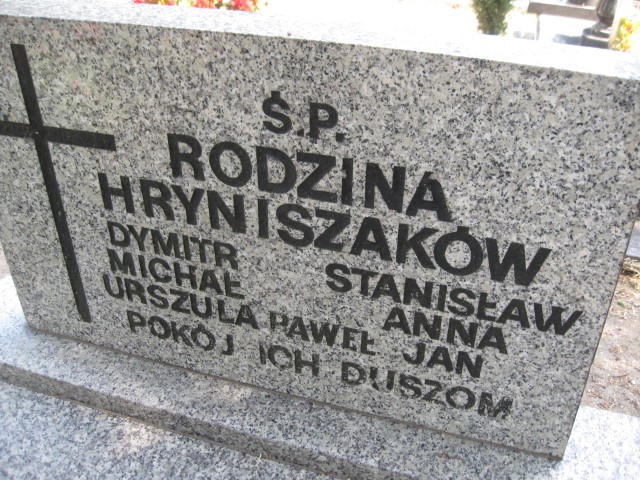 Ś.P.
RODZINA
HRYNISZAKÓW
DYMITR STANISŁAW
MICHAŁ ANNA
URSZULA PAWEŁ JAN
POKÓJ ICH DUSZOM